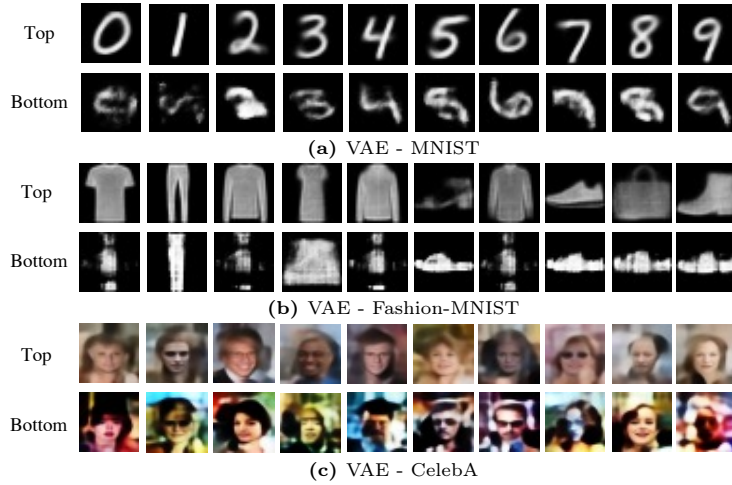 Top
Bottom
(a) VAE - MNIST
Top
Bottom
(b) VAE - Fashion-MNIST
Top
Bottom
(c) VAE - CelebA